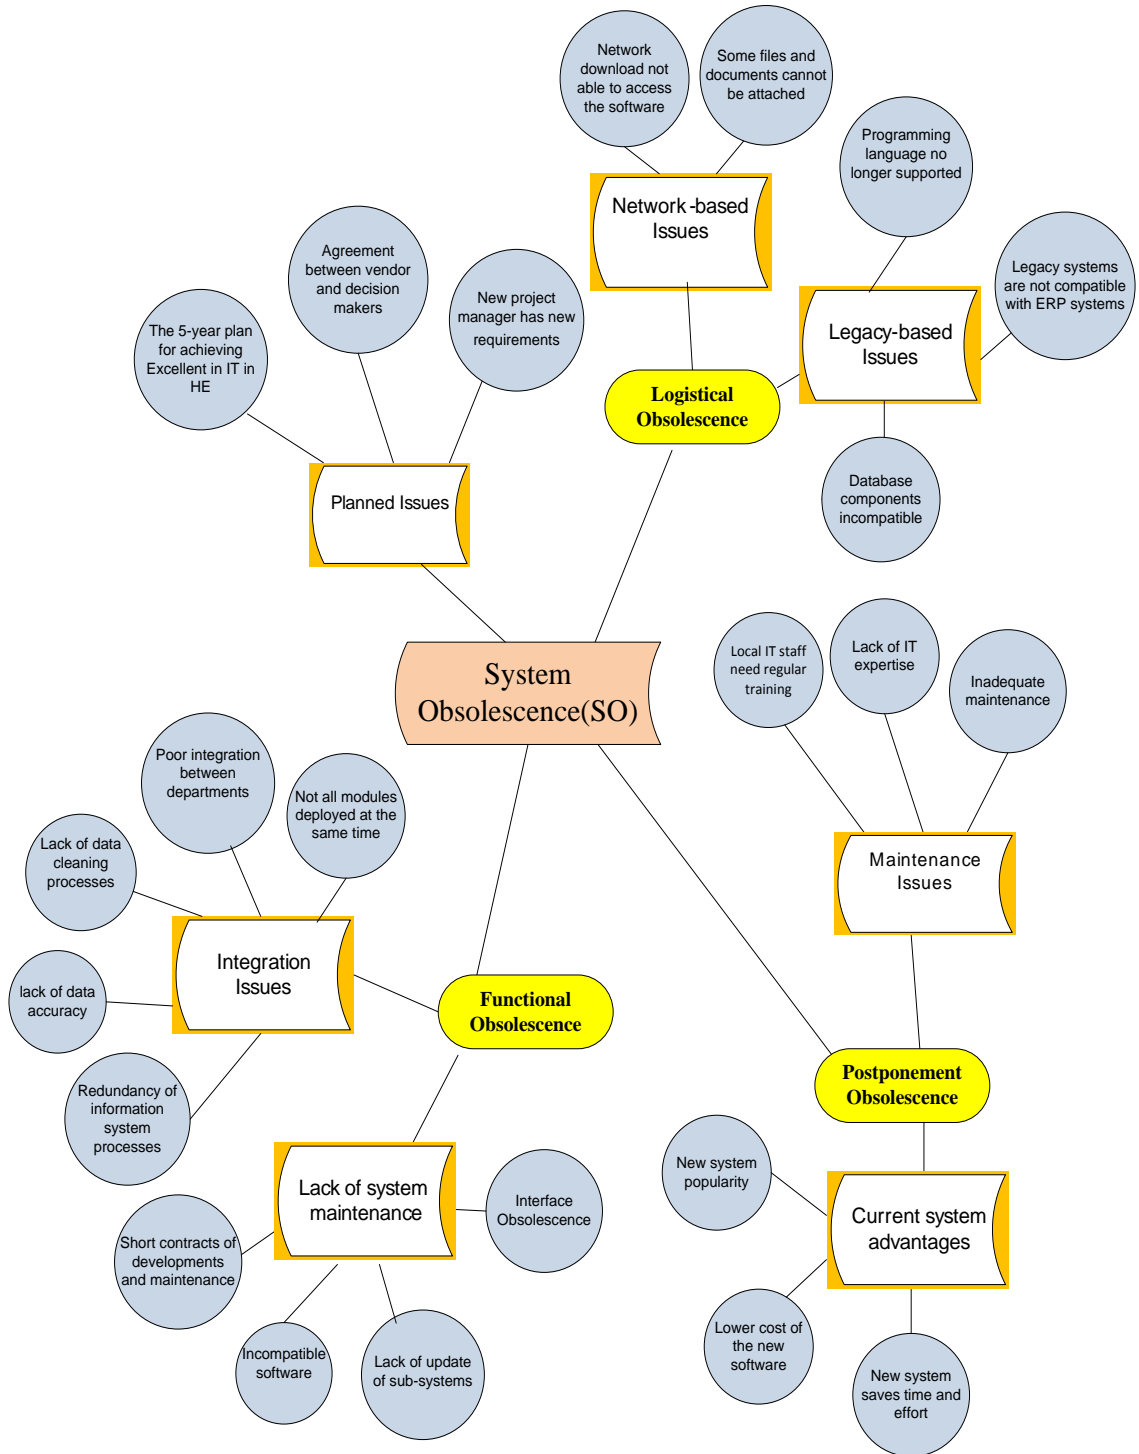 Network
download not
able to access
the software
Some files and
documents cannot
be attached
Programming
language no
longer supported
Network-based
Issues
Agreement
between vendor
and decision
makers
New project
manager has new
requirements
Legacy systems
are not compatible
with ERP systems
The 5-year plan
for achieving
Excellent in IT in
HE
Legacy-based
Issues
Logistical
Obsolescence
Planned Issues
Database
components
incompatible
System
Obsolescence(SO)
Local IT staff
need regular
training
Lack of IT
expertise
Inadequate
maintenance
Poor integration
between
departments
Not all modules
deployed at the
same time
Lack of data
cleaning
processes
Maintenance
Issues
Integration
Issues
lack of data
accuracy
Functional
Obsolescence
Redundancy of
information
system
processes
Postponement
Obsolescence
Lack of system
maintenance
Interface
Obsolescence
New system
popularity
Current system
advantages
Short contracts of
developments
and maintenance
Incompatible
software
Lack of update
of sub-systems
Lower cost of
the new
software
New system
saves time and
effort